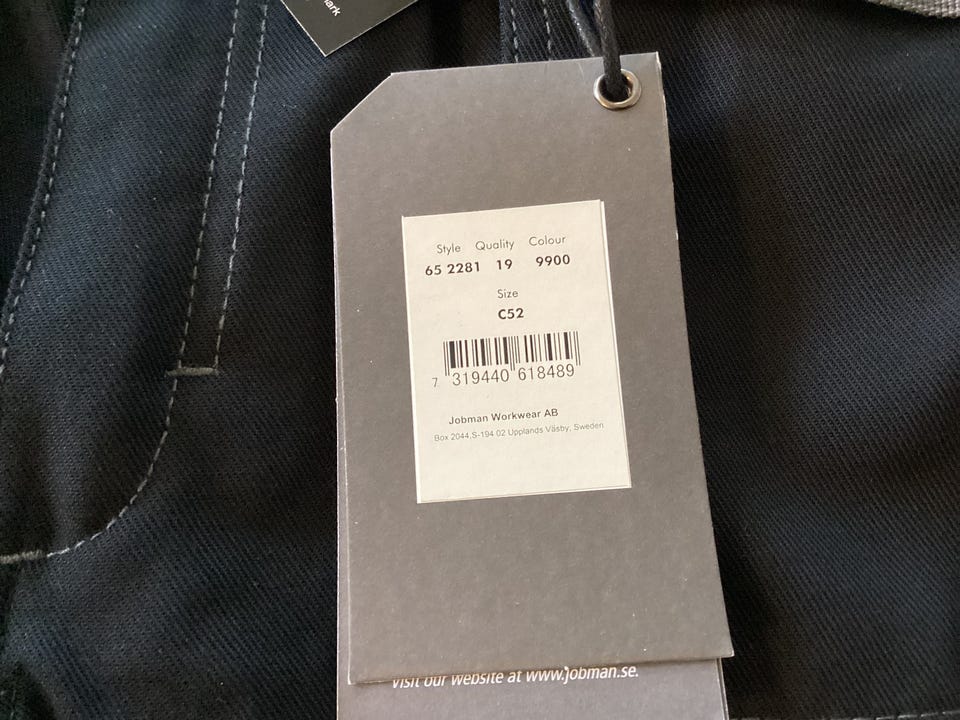 Style Quality Colour
65 2281 19 9900
Size
C52
7 319440 618489
Jobman Workwear AB
Box 2044,S-194 02 Upplands Väsby, Sweden
Visit our website at www.jobman.se.